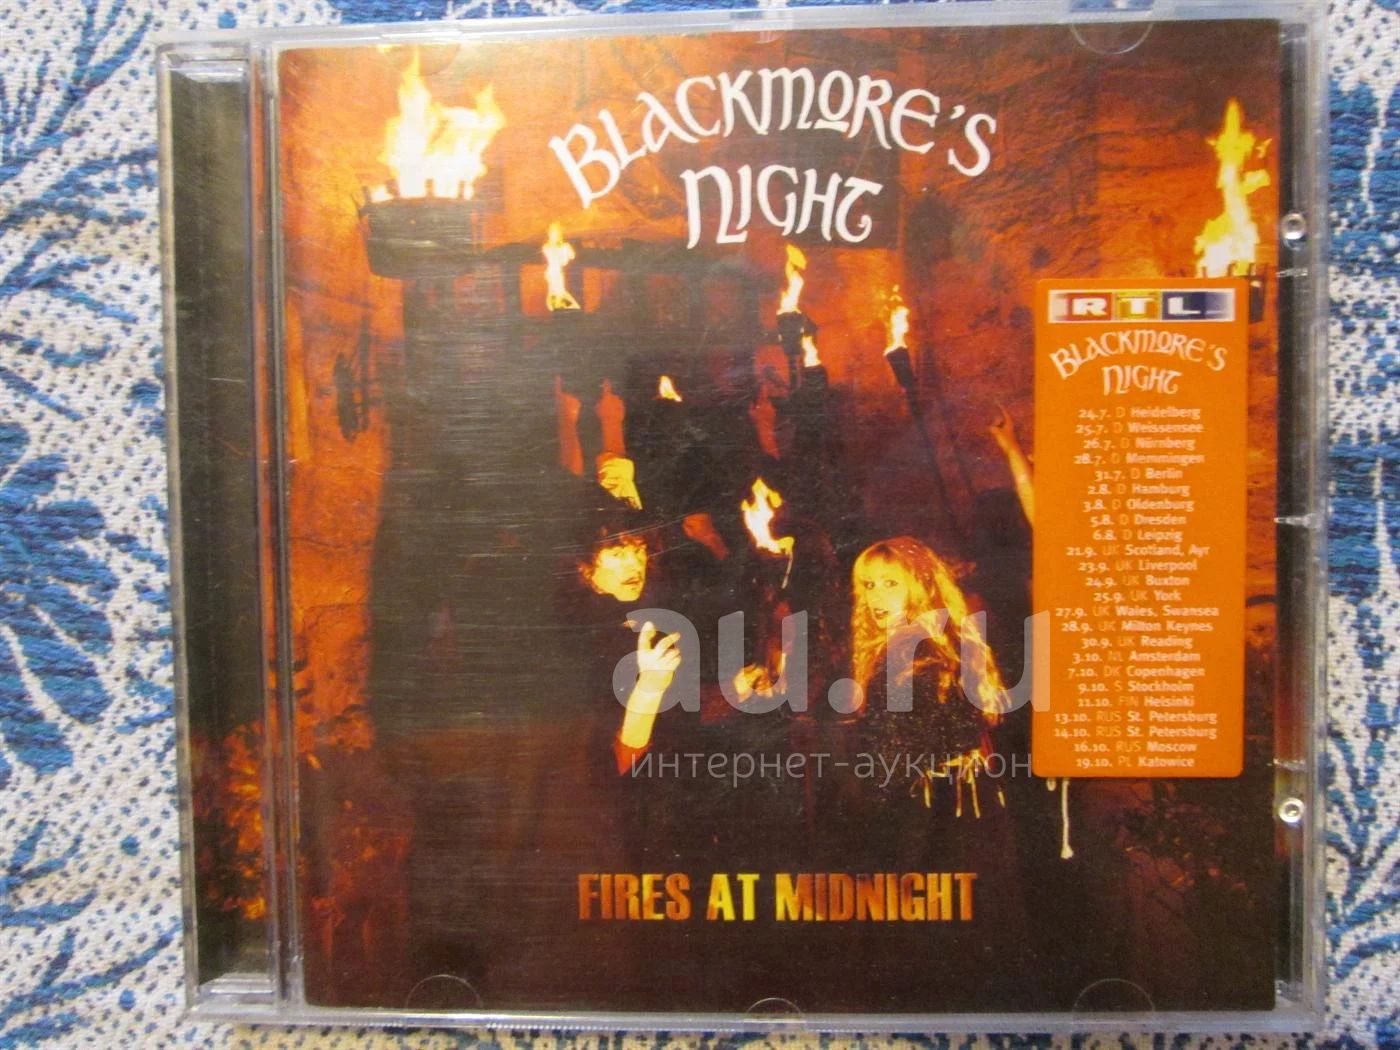 BLACKMORE'S
NIGHT
RTL
BLACKMORE'S
NIGHT
24.7. D Heidelberg
25.7. D Weissensee
26.7. D Nürnberg
28.7. D Memmingen
31.7. D Berlin
2.8. D Hamburg
3.8. D Oldenburg
5.8. D Dresden
6.8. D Leipzig
21.9. UK Scotland, Ayr
23.9. UK Liverpool
24.9. UK Buxton
25.9. UK York
27.9. UK Wales, Swansea
28.9. UK Milton Keynes
30.9. UK Reading
3.10. NL Amsterdam
7.10. DK Copenhagen
9.10. S Stockholm
11.10. FIN Helsinki
13.10. RUS St. Petersburg
14.10. RUS St. Petersburg
16.10. RUS Moscow
19.10. PL Katowice
au.ru
интернет-аукцион
FIRES AT MIDNIGHT